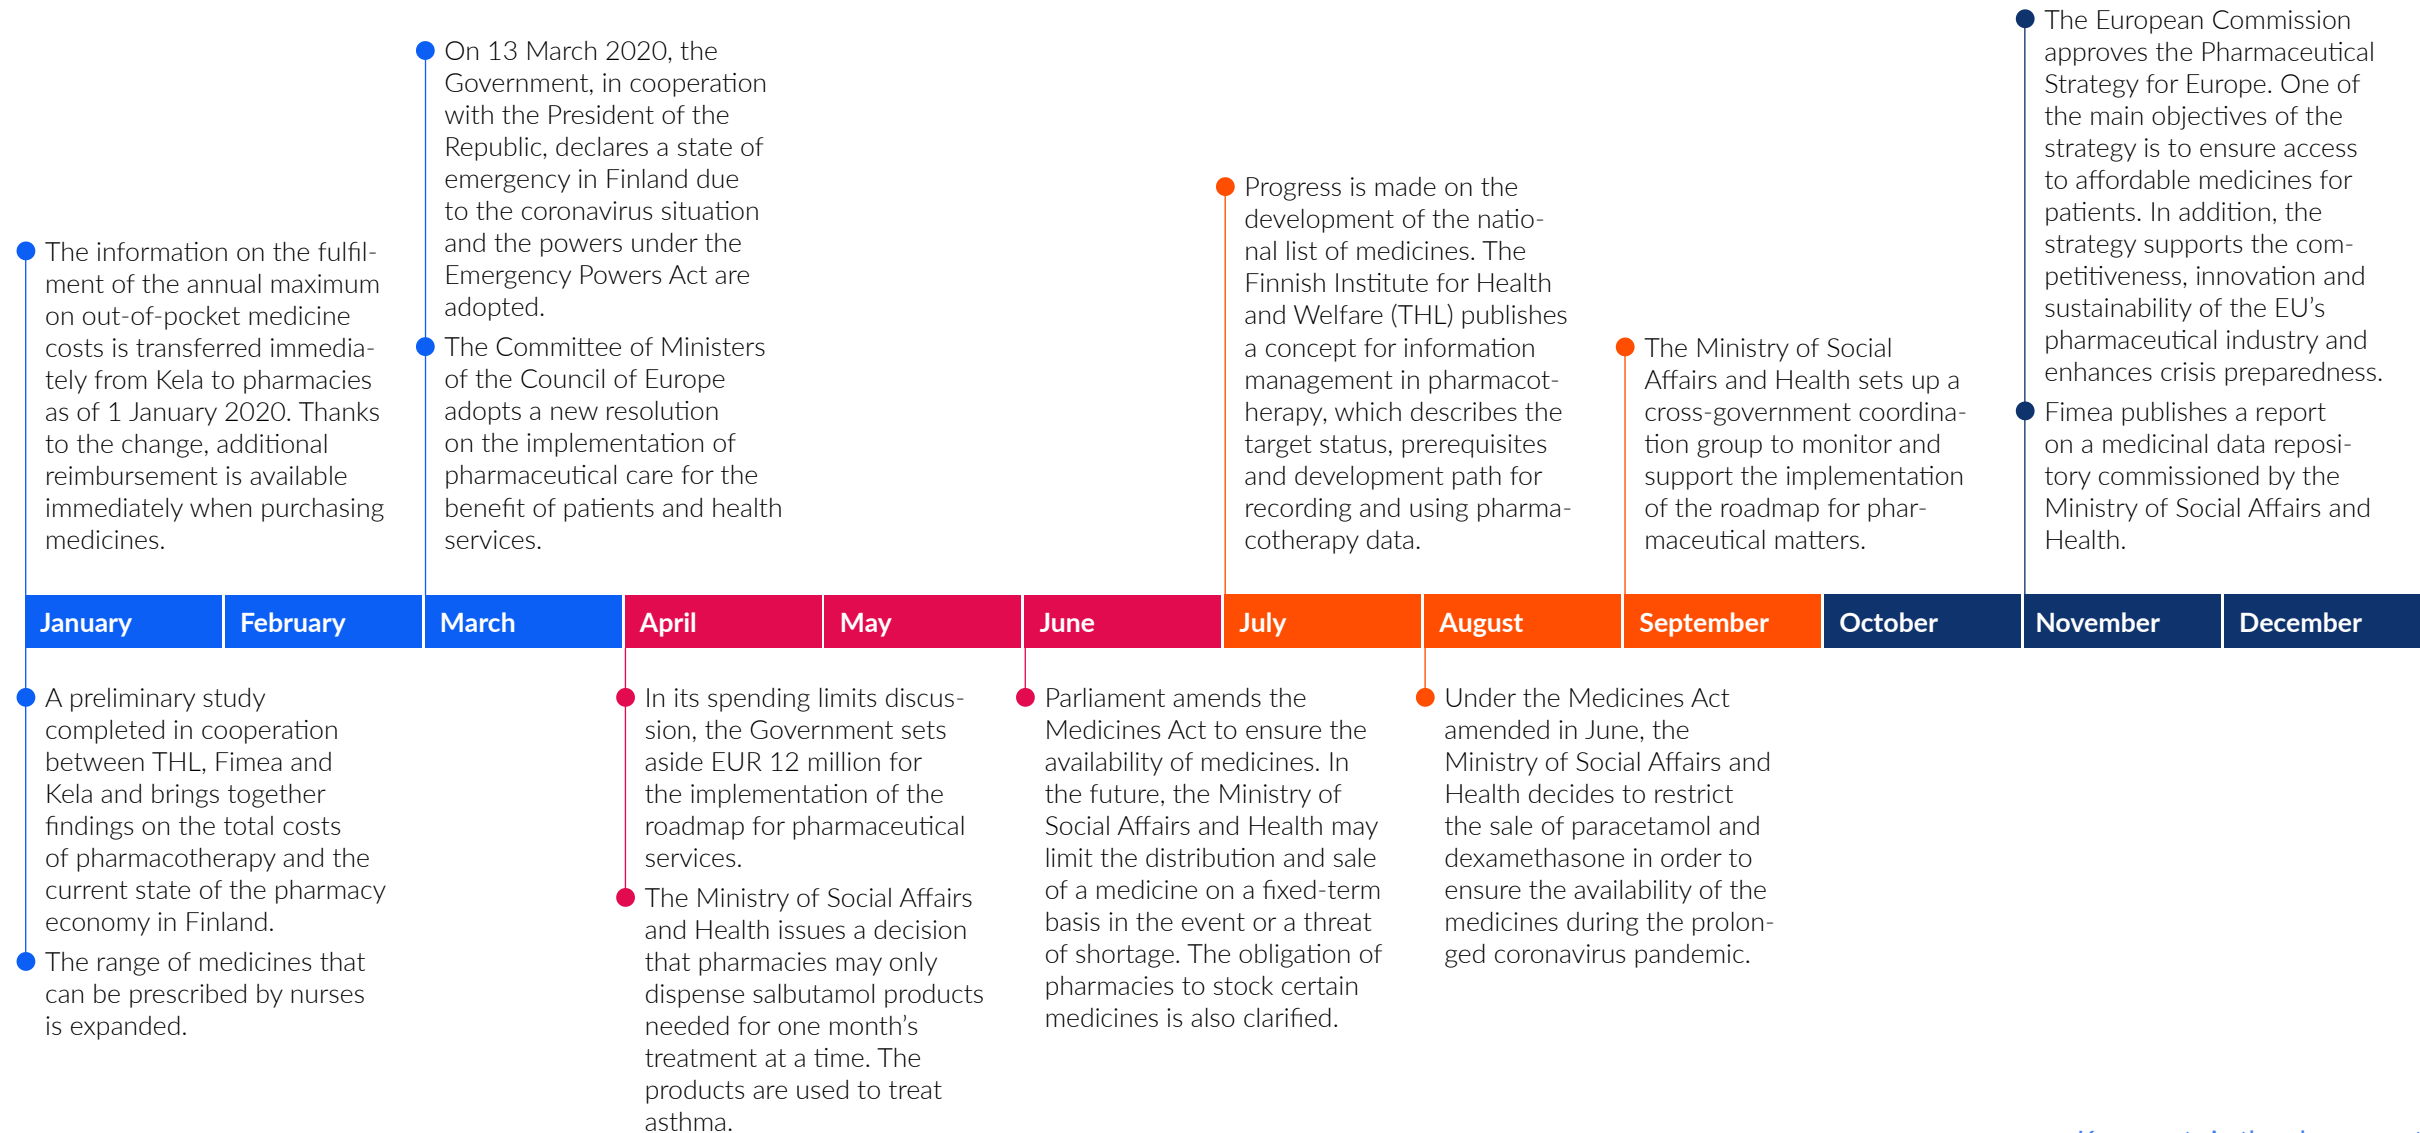 The information on the fulfil-
ment of the annual maximum
on out-of-pocket medicine
costs is transferred immedia-
tely from Kela to pharmacies
as of 1 January 2020. Thanks
to the change, additional
reimbursement is available
immediately when purchasing
medicines.
On 13 March 2020, the
Government, in cooperation
with the President of the
Republic, declares a state of
emergency in Finland due
to the coronavirus situation
and the powers under the
Emergency Powers Act are
adopted.
The Committee of Ministers
of the Council of Europe
adopts a new resolution
on the implementation of
pharmaceutical care for the
benefit of patients and health
services.
Progress is made on the
development of the natio-
nal list of medicines. The
Finnish Institute for Health
and Welfare (THL) publishes
a concept for information
management in pharmacot-
herapy, which describes the
target status, prerequisites
and development path for
recording and using pharma-
cotherapy data.
The Ministry of Social
Affairs and Health sets up a
cross-government coordina-
tion group to monitor and
support the implementation
of the roadmap for phar-
maceutical matters.
The European Commission
approves the Pharmaceutical
Strategy for Europe. One of
the main objectives of the
strategy is to ensure access
to affordable medicines for
patients. In addition, the
strategy supports the com-
petitiveness, innovation and
sustainability of the EU's
pharmaceutical industry and
enhances crisis preparedness.
Fimea publishes a report
on a medicinal data reposi-
tory commissioned by the
Ministry of Social Affairs and
Health.
January
February
March
April
May
June
July
August
September
October
November
December
A preliminary study
completed in cooperation
between THL, Fimea and
Kela and brings together
findings on the total costs
of pharmacotherapy and the
current state of the pharmacy
economy in Finland.
The range of medicines that
can be prescribed by nurses
is expanded.
In its spending limits discus-
sion, the Government sets
aside EUR 12 million for
the implementation of the
roadmap for pharmaceutical
services.
The Ministry of Social Affairs
and Health issues a decision
that pharmacies may only
dispense salbutamol products
needed for one month's
treatment at a time. The
products are used to treat
asthma.
Parliament amends the
Medicines Act to ensure the
availability of medicines. In
the future, the Ministry of
Social Affairs and Health may
limit the distribution and sale
of a medicine on a fixed-term
basis in the event or a threat
of shortage. The obligation of
pharmacies to stock certain
medicines is also clarified.
Under the Medicines Act
amended in June, the
Ministry of Social Affairs and
Health decides to restrict
the sale of paracetamol and
dexamethasone in order to
ensure the availability of the
medicines during the prolon-
ged coronavirus pandemic.